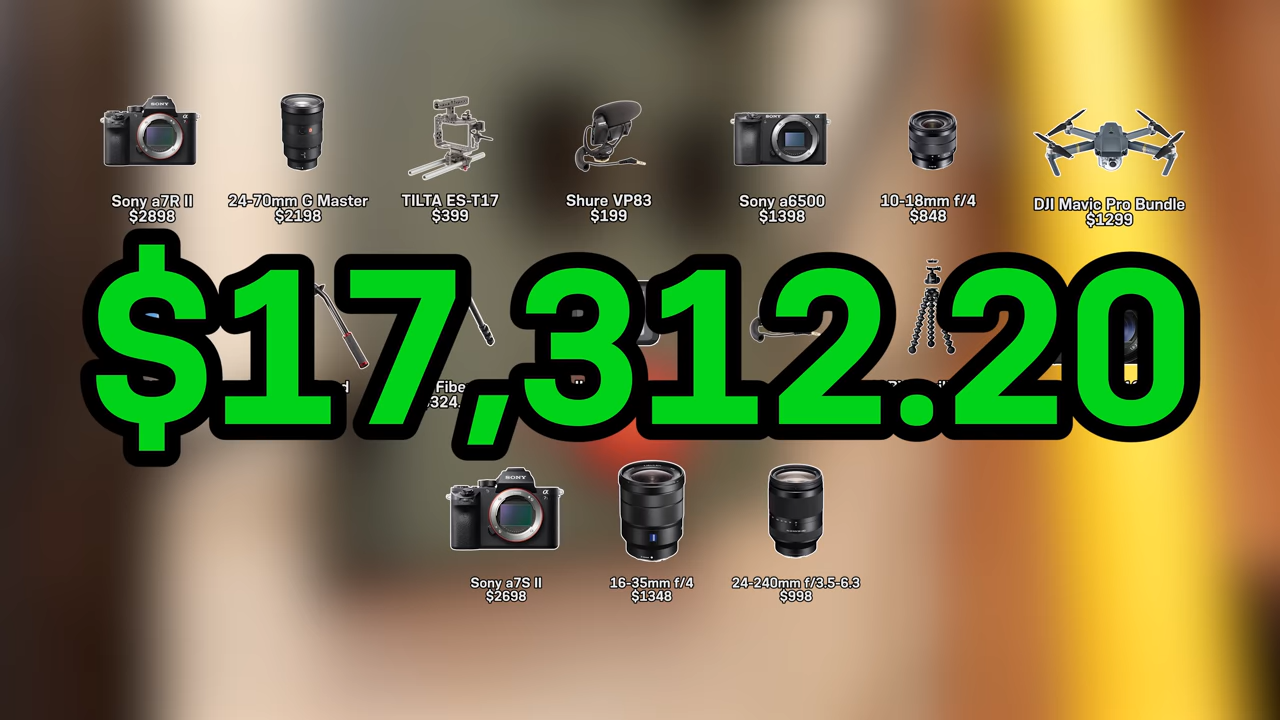 Sony a7R II
$2898
24-70mm G Master
$2198
TILTA ES-T17
$399
Shure VP83
$199
Sony a6500
$1398
10-18mm f/4
$848
DJI Mavic Pro Bundle
$1299
$17,312.20
Sony a7S II
$2698
16-35mm f/4
$1348
24-240mm f/3.5-6.3
$998